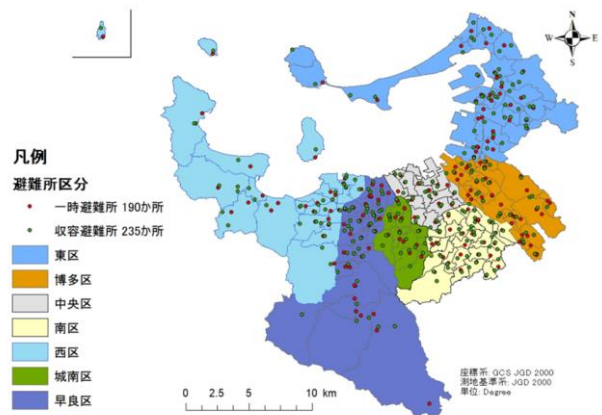 N
W E
S
凡例
避難所区分
一時避難所 190か所
収容避難所 235か所
東区
博多区
中央区
南区
西区
城南区
早良区
0 2.5 5 10 km
座標系: GCS JGD 2000
測地基準系: JGD 2000
単位: Degree